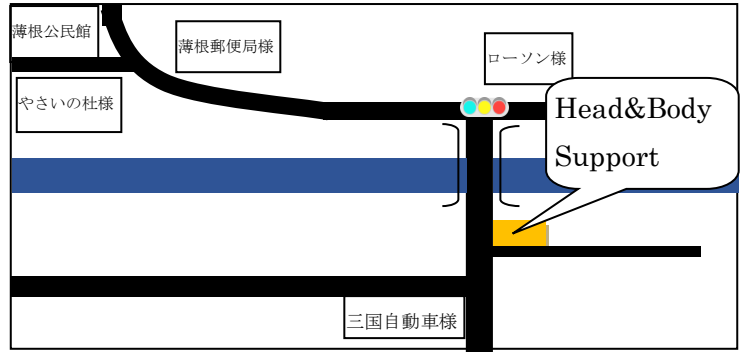 薄根公民館
薄根郵便局様
ローソン様
やさいの杜様
Head&Body
Support
三国自動車様